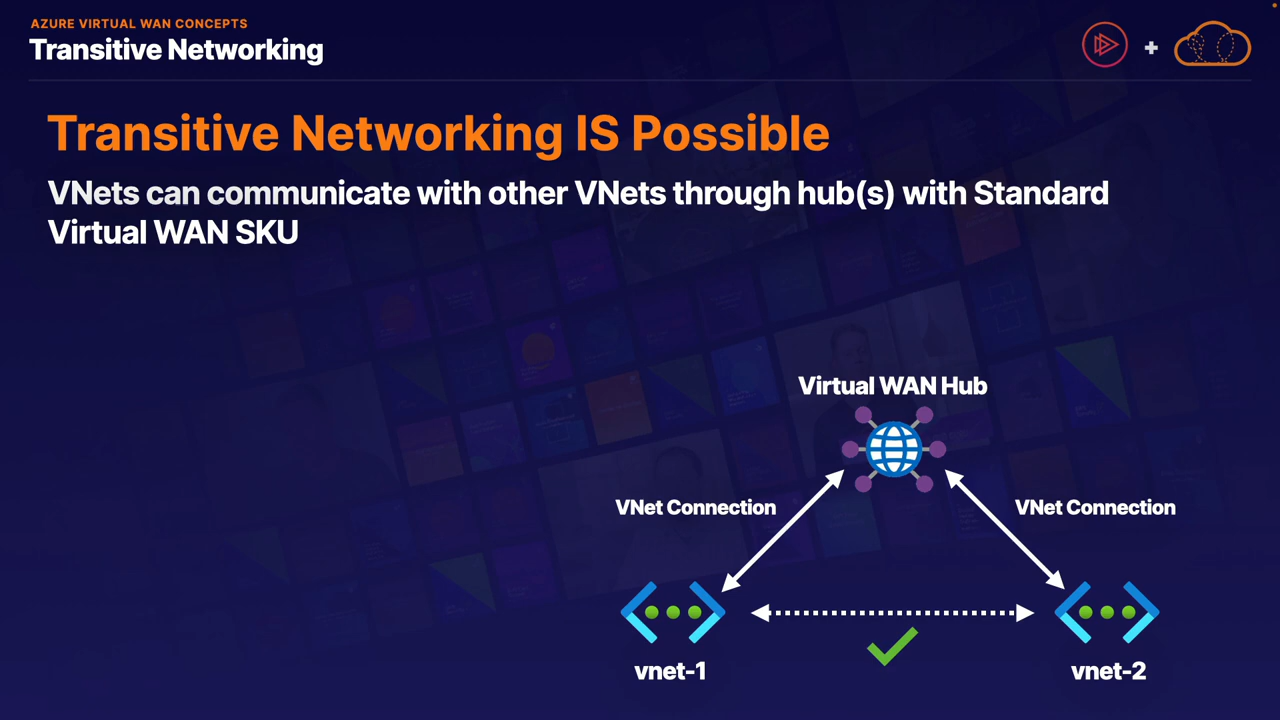 AZURE VIRTUAL WAN CONCEPTS
Transitive Networking
Transitive Networking IS Possible
VNets can communicate with other VNets through hub(s) with Standard
Virtual WAN SKU
Virtual WAN Hub
VNet Connection
VNet Connection
vnet-1
vnet-2